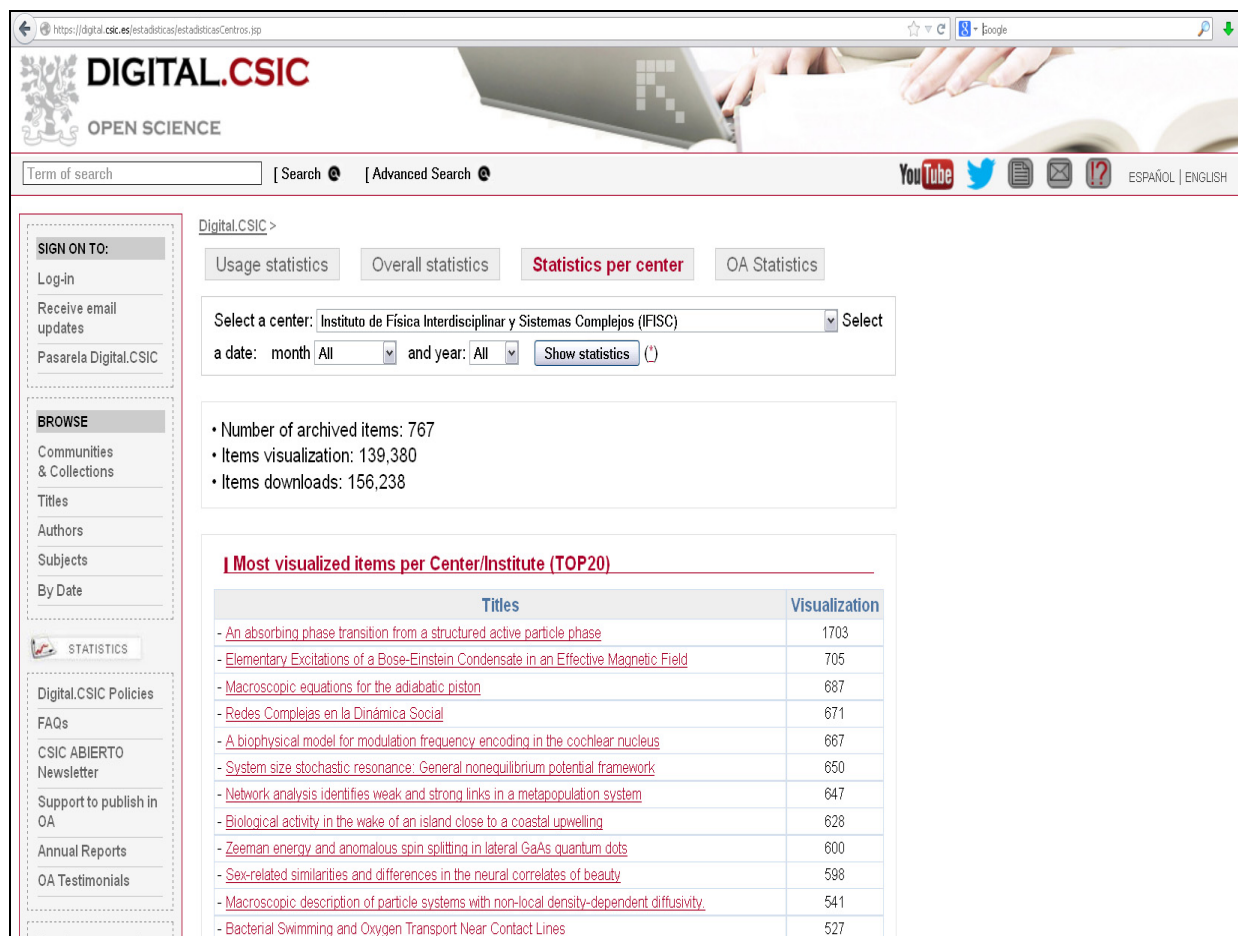 https://digital.csic.es/estadisticas/estadisticasCentros.jsp
Google
DIGITAL.CSIC
OPEN SCIENCE
Term of search
[ Search
[ Advanced Search
You Tube
!?
ESPAÑOL | ENGLISH
SIGN ON TO:
Log-in
Receive email
updates
Pasarela Digital.CSIC
BROWSE
Communities
& Collections
Titles
Authors
Subjects
By Date
STATISTICS
Digital.CSIC Policies
FAQs
CSIC ABIERTO
Newsletter
Support to publish in
OA
Annual Reports
OA Testimonials
Digital.CSIC >
Usage statistics
Overall statistics
Statistics per center
OA Statistics
Select a center: Instituto de Física Interdisciplinar y Sistemas Complejos (IFISC) Select
a date: month All and year: All Show statistics (*)
• Number of archived items: 767
• Items visualization: 139,380
• Items downloads: 156,238
Most visualized items per Center/Institute (TOP20)
Titles Visualization
- An absorbing phase transition from a structured active particle phase 1703
- Elementary Excitations of a Bose-Einstein Condensate in an Effective Magnetic Field 705
- Macroscopic equations for the adiabatic piston 687
- Redes Complejas en la Dinámica Social 671
- A biophysical model for modulation frequency encoding in the cochlear nucleus 667
- System size stochastic resonance: General nonequilibrium potential framework 650
- Network analysis identifies weak and strong links in a metapopulation system 647
- Biological activity in the wake of an island close to a coastal upwelling 628
- Zeeman energy and anomalous spin splitting in lateral GaAs quantum dots 600
- Sex-related similarities and differences in the neural correlates of beauty 598
- Macroscopic description of particle systems with non-local density-dependent diffusivity. 541
- Bacterial Swimming and Oxygen Transport Near Contact Lines 527